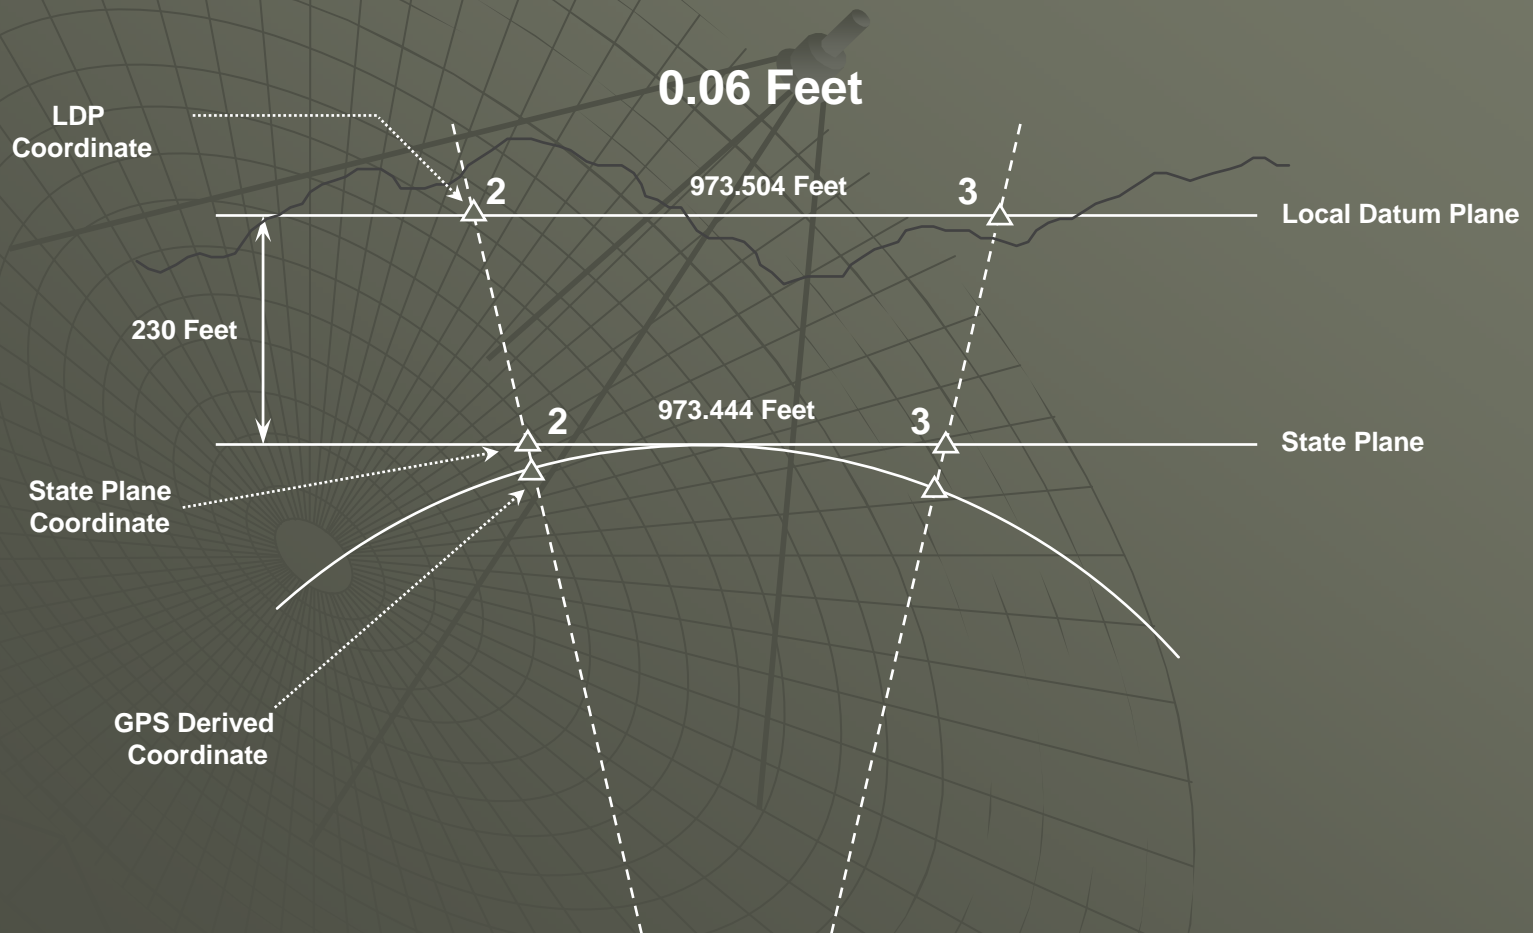 0.06 Feet
LDP
Coordinate
2
973.504 Feet
3
Local Datum Plane
230 Feet
2
973.444 Feet
3
State Plane
State Plane
Coordinate
GPS Derived
Coordinate